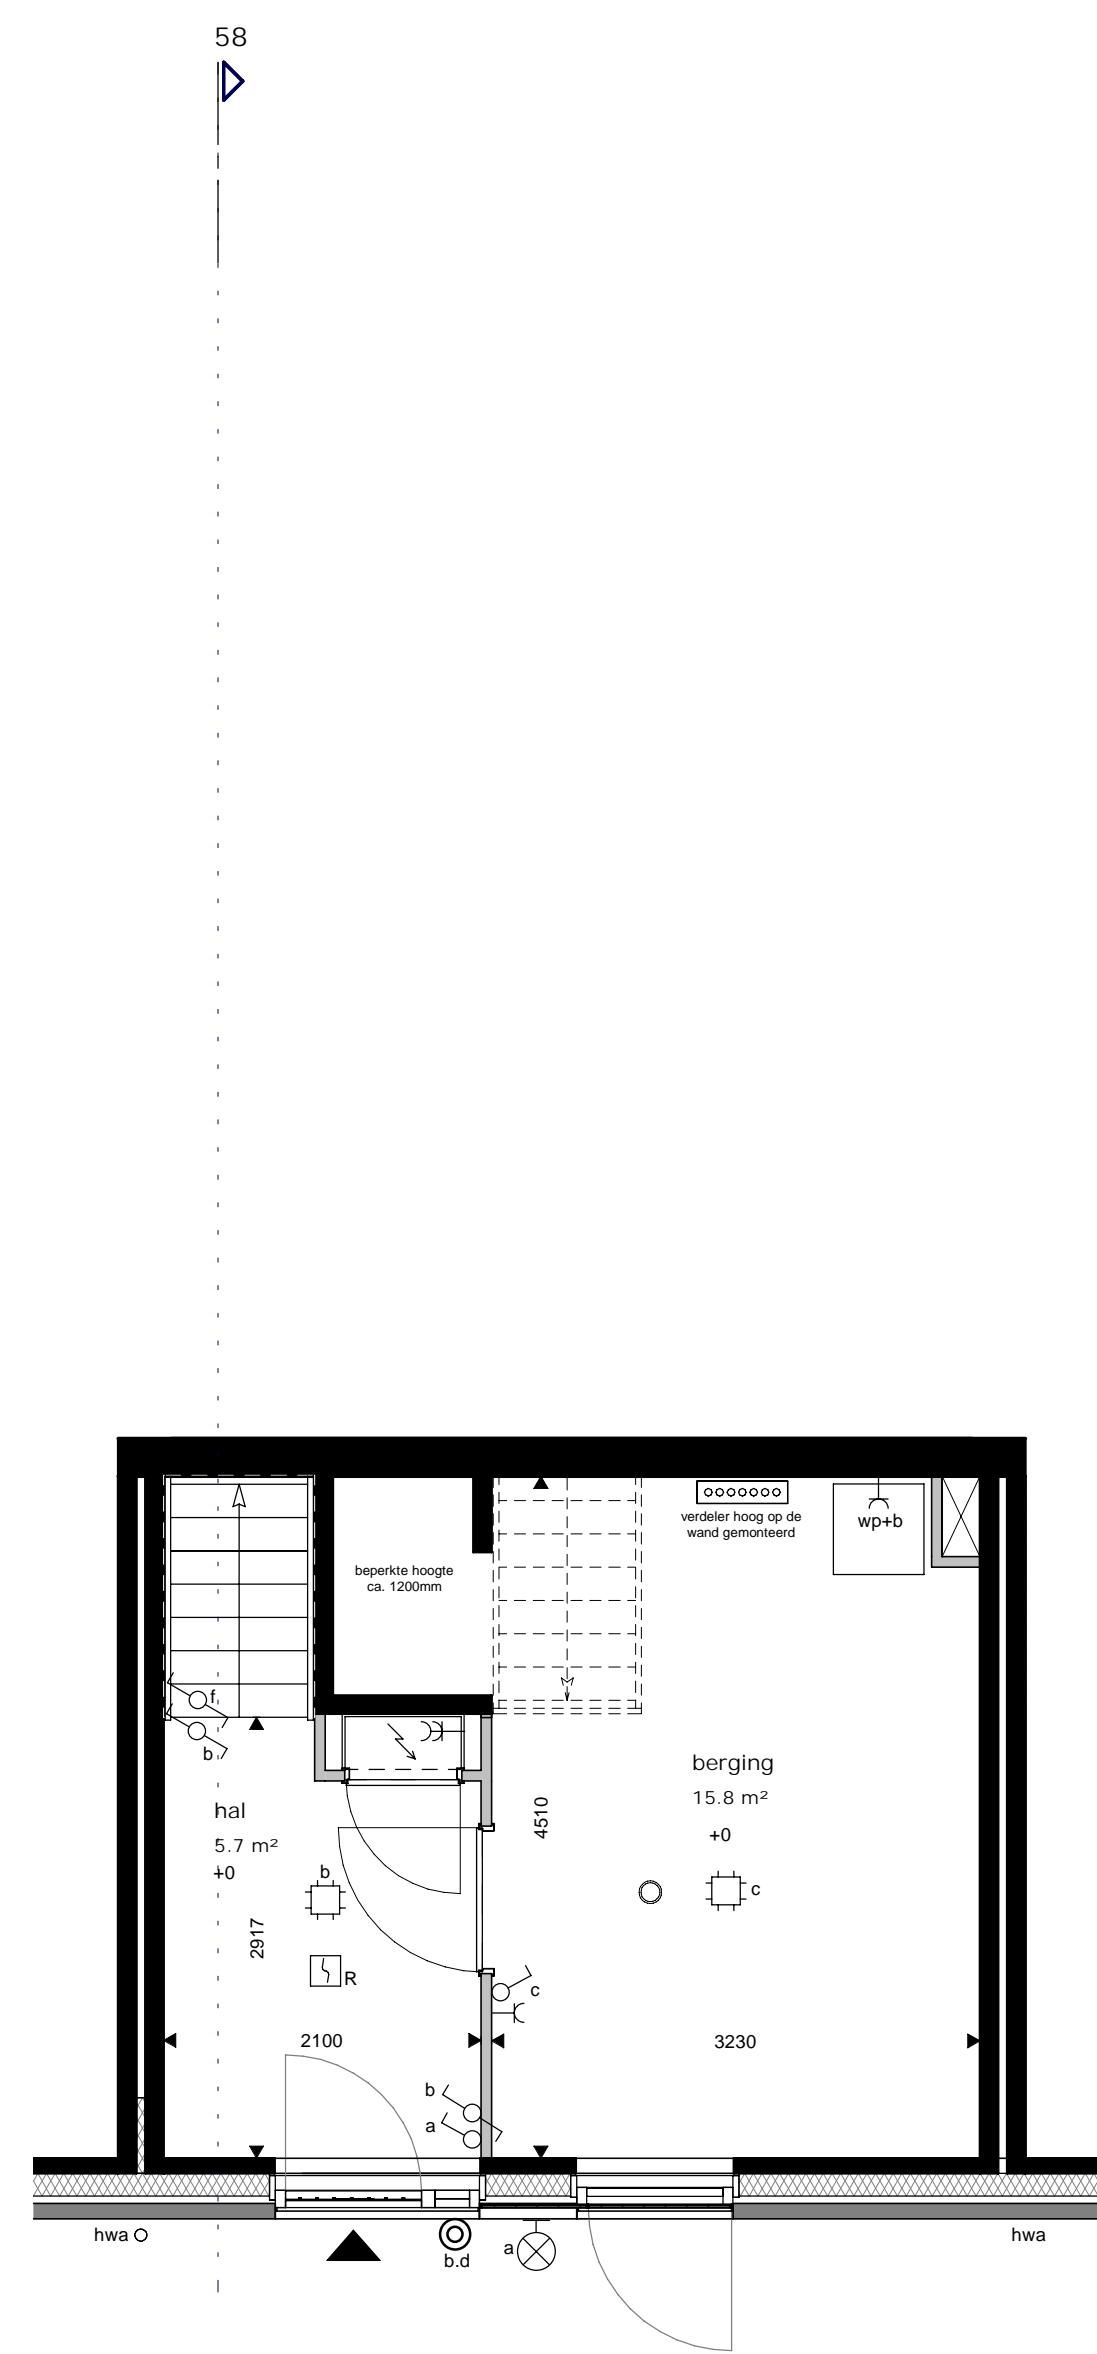 58
verdeler hoog op de
wand gemonteerd
wp+b
beperkte hoogte
ca. 1200mm
f
b
berging
15.8 m²
+0
hal
5.7 m²
+0
4510
b
c
2917
R
c
2100
3230
b
a
hwa
b.d
a
hwa